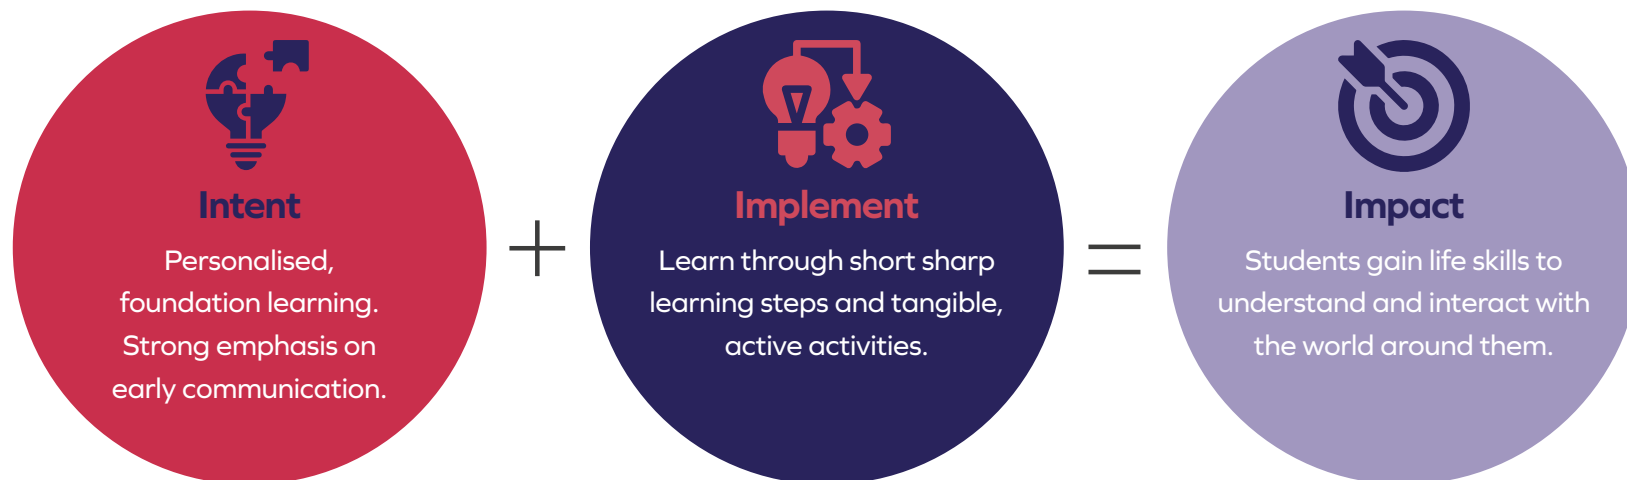 Intent
Personalised,
foundation learning.
Strong emphasis on
early communication.
+
Implement
Learn through short sharp
learning steps and tangible,
active activities.
=
Impact
Students gain life skills to
understand and interact with
the world around them.